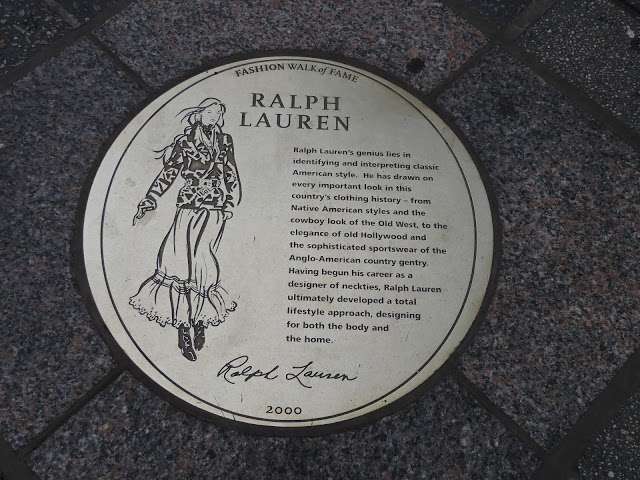 FASHION WALK of FAME
RALPH
LAUREN
Ralph Lauren's genius lies in
identifying and interpreting classic
American style. He has drawn on
every important look in this
country's clothing history – from
Native American styles and the
cowboy look of the Old West, to the
elegance of old Hollywood and
the sophisticated sportswear of the
Anglo-American country gentry.
Having begun his career as a
designer of neckties, Ralph Lauren
ultimately developed a total
lifestyle approach, designing
for both the body and
the home.
Ralph Lauren
2000